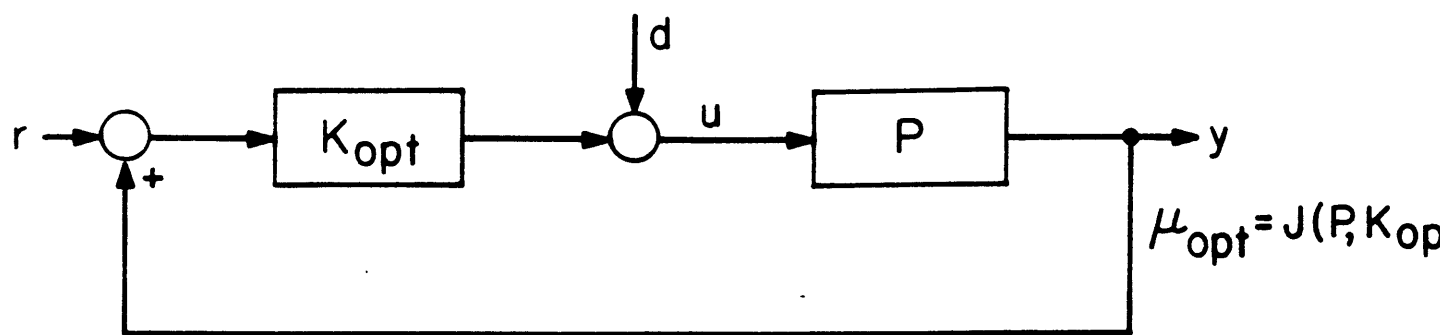 d
r
K_opt
u
P
y
+
μ_opt = J(P, K_op